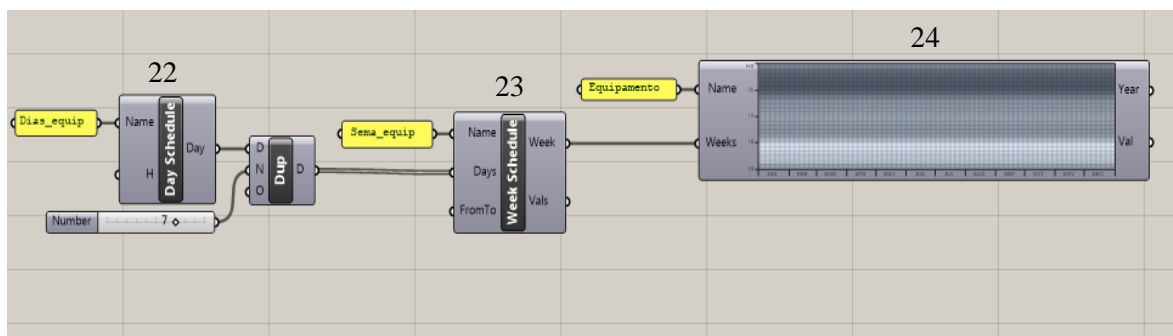 22
Dias_equip
Name
Day Schedule
Day
H
Number
7
D
N
O
Dup
D
23
Sema_equip
Name
Days
FromTo
Week Schedule
Week
Vals
24
Equipamento
Name
Weeks
Year
Val
JAN FEB MAR APR MAY JUN JUL AUG SEP OCT NOV DEC